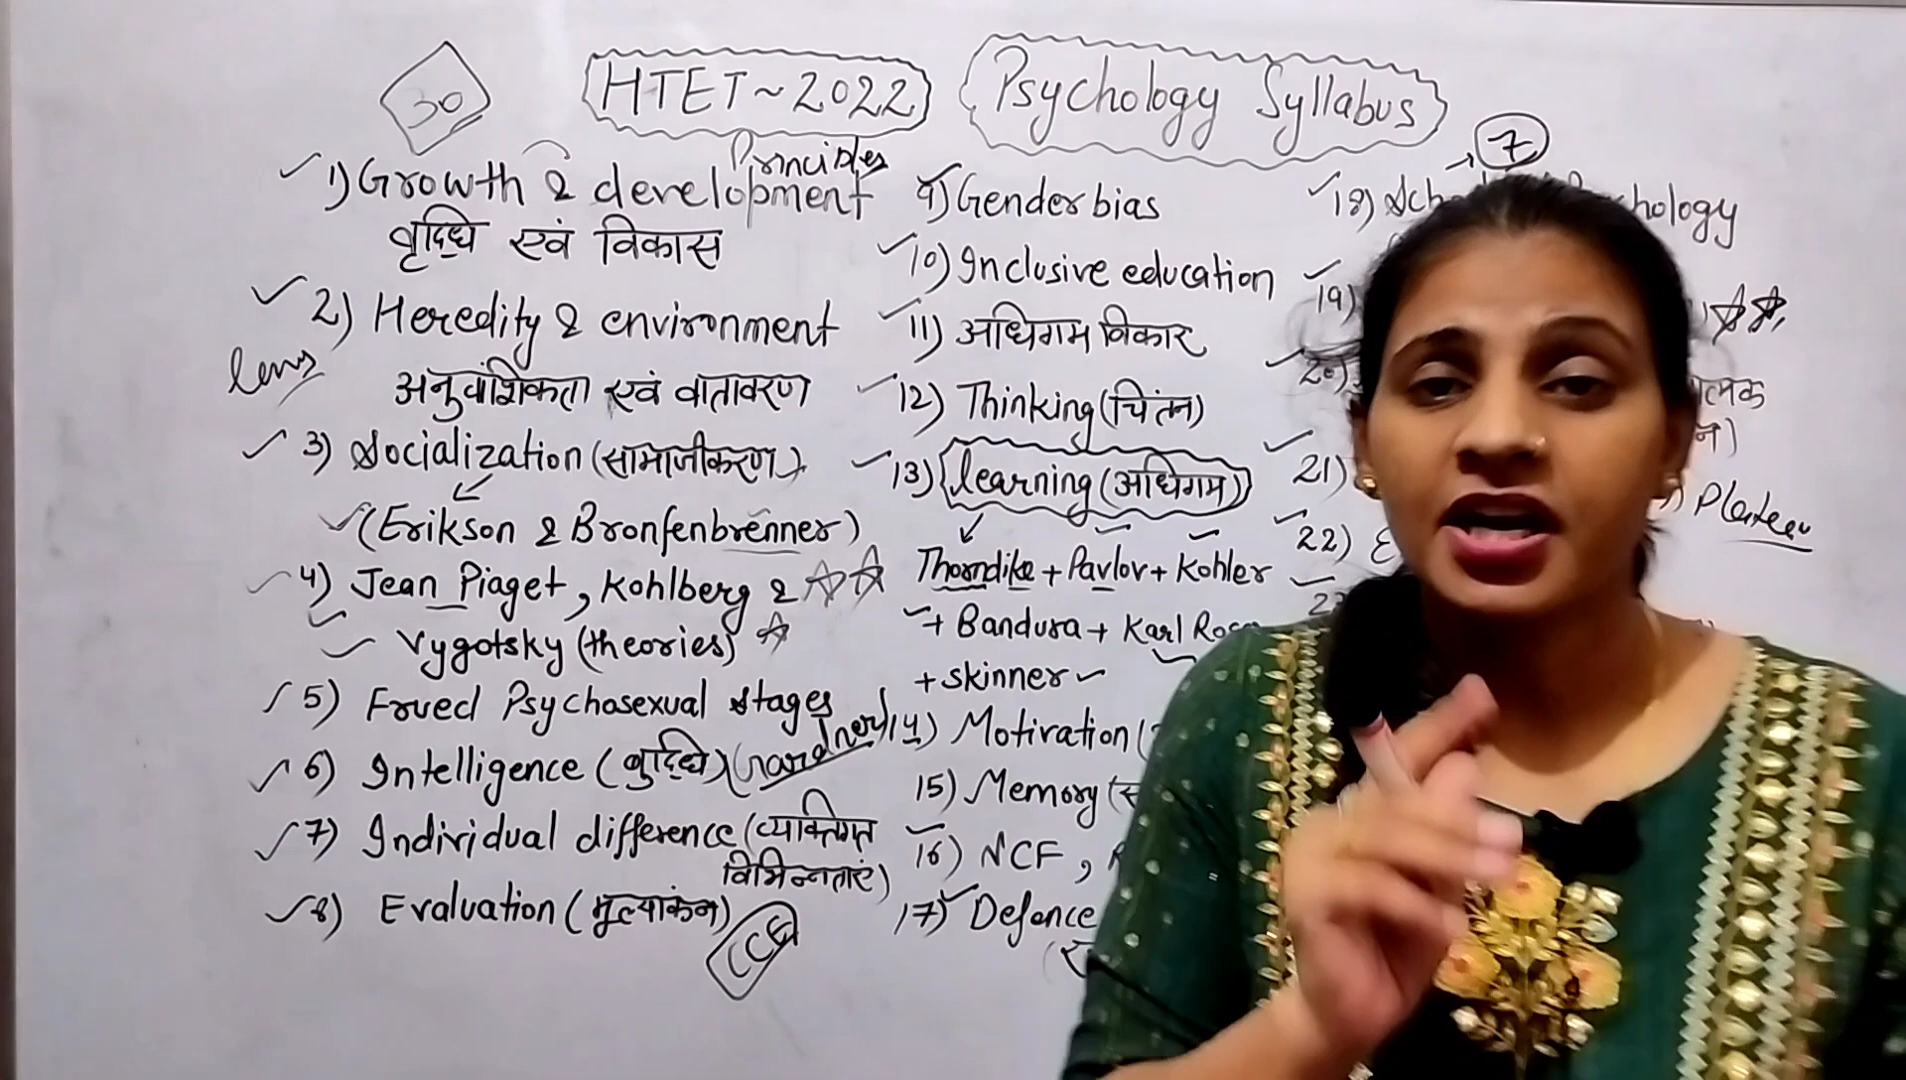 30
HTET~2022
Psychology Syllabus
7
Principles
1) Growth & development
वृद्धि एवं विकास
2) Heredity & environment
laws
अनुवांशिकता एवं वातावरण
3) Socialization (सामाजीकरण)
(Erikson & Bronfenbrenner)
4) Jean Piaget, Kohlberg &
Vygotsky (theories)
5) Frued Psychosexual stages
6) Intelligence (बुद्धि) (Gardner)
7) Individual difference (व्यक्तिगत
विभिन्नताएं)
8) Evaluation (मूल्यांकन)
CCE
9) Gender bias
10) Inclusive education
11) अधिगम विकार
12) Thinking (चिंतन)
13) learning (अधिगम)
Thorndike + Pavlov + Kohler
+ Bandura + Karl
+ skinner
14) Motivation (
15) Memory (स
16) NCF,
17) Defence
18) Sch hology
19)
20) त्मक
न)
21) ) Plateau
22) E